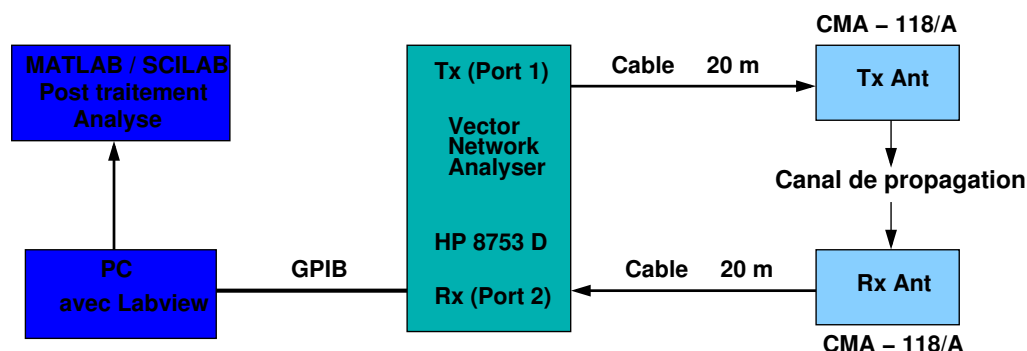 CMA – 118/A
MATLAB / SCILAB
Post traitement
Analyse
Tx (Port 1)
Cable 20 m
Tx Ant
Vector
Network
Analyser
Canal de propagation
HP 8753 D
PC
avec Labview
GPIB
Rx (Port 2)
Cable 20 m
Rx Ant
CMA – 118/A